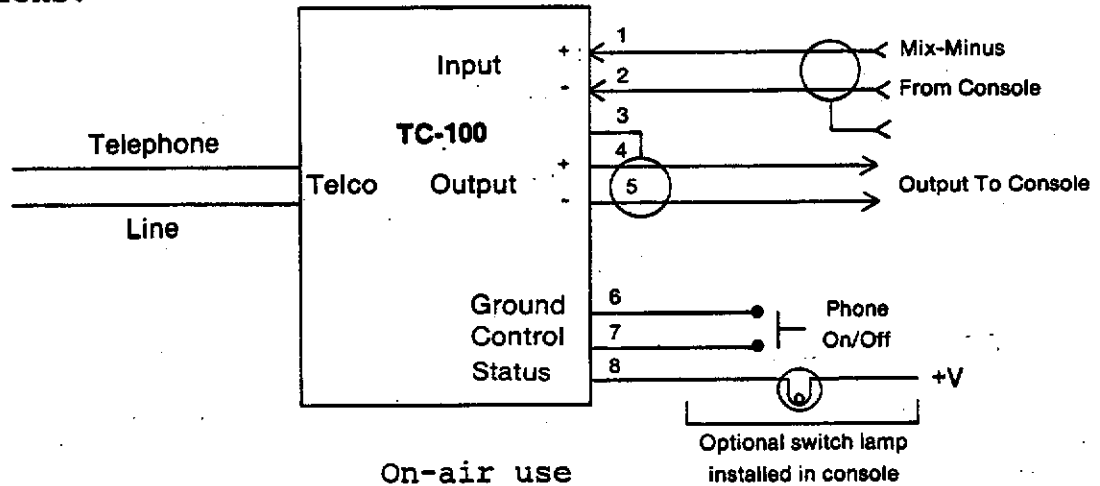 Input
+ 1
- 2
Mix-Minus
From Console
TC-100
3
Telephone
Line
Telco
Output
+ 4
- 5
Output To Console
Ground 6
Control 7
Status 8
Phone
On/Off
+V
Optional switch lamp
installed in console
On-air use